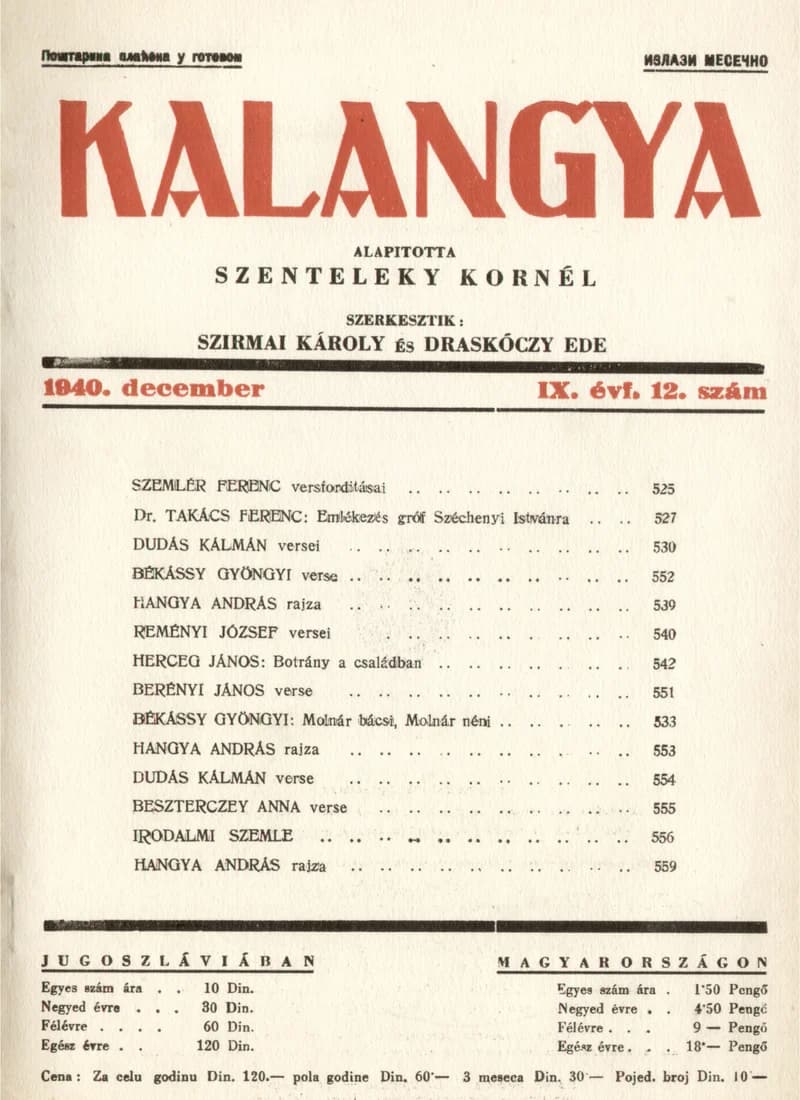 Поштарина плаћена у готовом
ИЗЛАЗИ МЕСЕЧНО
KALANGYA
ALAPITOTTA
SZENTELEKY KORNÉL
SZERKESZTIK:
SZIRMAI KÁROLY és DRASKÓCZY EDE
1940. december IX. évf. 12. szám
SZEMLÉR FERENC versfordításai .. .. .. .. .. .. .. .. 525
Dr. TAKÁCS FERENC: Emlékezés gróf Széchenyi Istvánra .. .. 527
DUDÁS KÁLMÁN versei .. .. .. .. .. .. .. .. .. .. 530
BÉKÁSSY GYÖNGYI verse .. .. .. .. .. .. .. .. .. .. 552
HANGYA ANDRÁS rajza .. .. .. .. .. .. .. .. .. .. 539
REMÉNYI JÓZSEF versei .. .. .. .. .. .. .. .. .. 540
HERCEG JÁNOS: Botrány a családban .. .. .. .. .. .. .. 542
BERÉNYI JÁNOS verse .. .. .. .. .. .. .. .. .. .. 551
BÉKÁSSY GYÖNGYI: Molnár bácsi, Molnár néni .. .. .. .. .. 533
HANGYA ANDRÁS rajza .. .. .. .. .. .. .. .. .. .. 553
DUDÁS KÁLMÁN verse .. .. .. .. .. .. .. .. .. .. 554
BESZTERCZEY ANNA verse .. .. .. .. .. .. .. .. .. 555
IRODALMI SZEMLE .. .. .. .. .. .. .. .. .. .. .. 556
HANGYA ANDRÁS rajza .. .. .. .. .. .. .. .. .. .. 559
JUGOSZLÁVIÁBAN
Egyes szám ára . . 10 Din.
Negyed évre . . . 30 Din.
Félévre . . . . 60 Din.
Egész évre . . 120 Din.
MAGYARORSZÁGON
Egyes szám ára . 1·50 Pengő
Negyed évre . . 4·50 Pengő
Félévre . . . 9 — Pengő
Egész évre . . . 18·— Pengő
Cena: Za celu godinu Din. 120.— pola godine Din. 60·— 3 meseca Din. 30·— Pojed. broj Din. 10·—